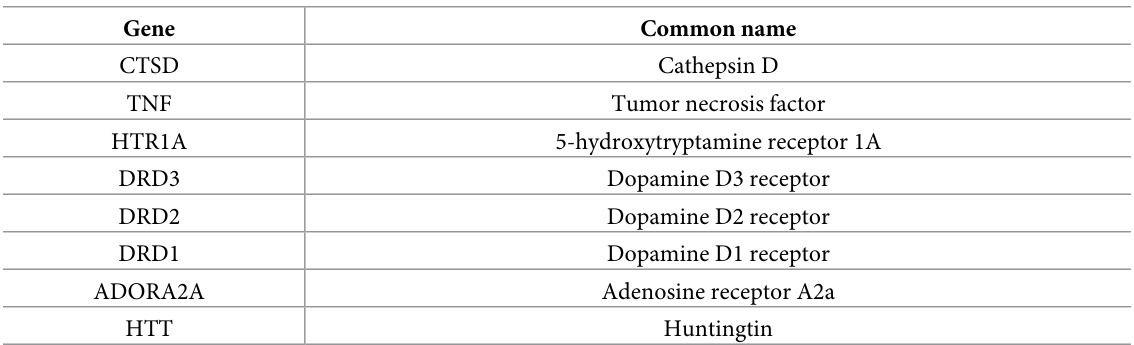 Gene Common name
CTSD Cathepsin D
TNF Tumor necrosis factor
HTR1A 5-hydroxytryptamine receptor 1A
DRD3 Dopamine D3 receptor
DRD2 Dopamine D2 receptor
DRD1 Dopamine D1 receptor
ADORA2A Adenosine receptor A2a
HTT Huntingtin